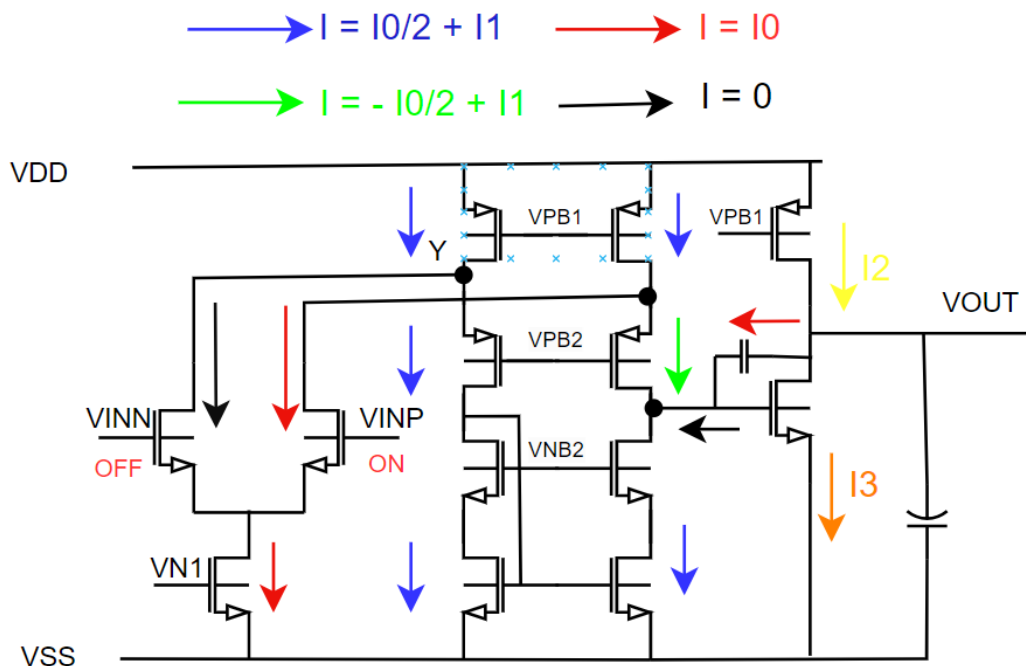 I = I0/2 + I1
I = I0
I = - I0/2 + I1
I = 0
VDD
VPB1
VPB1
Y
I2
VOUT
VPB2
VINN
VINP
OFF
ON
VNB2
I3
VN1
VSS